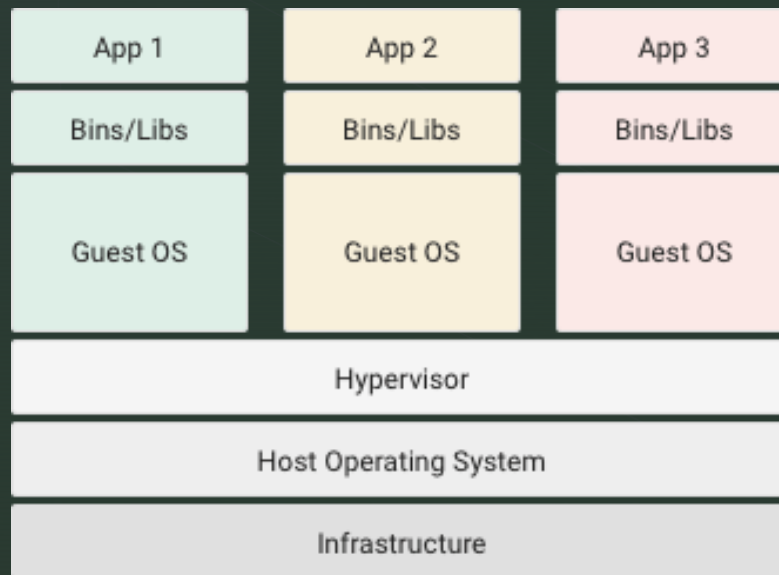 App 1
App 2
App 3
Bins/Libs
Bins/Libs
Bins/Libs
Guest OS
Guest OS
Guest OS
Hypervisor
Host Operating System
Infrastructure